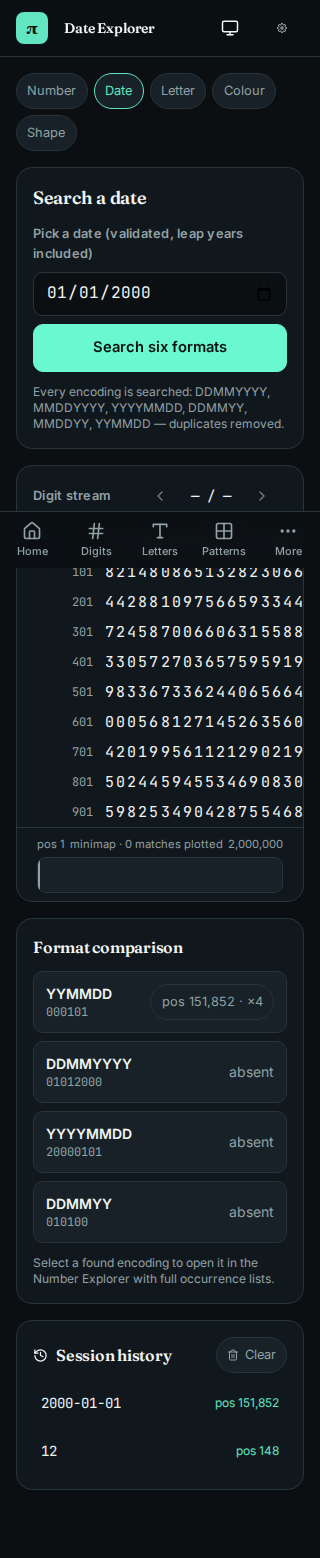 π Date Explorer
Number Date Letter Colour
Shape
Search a date
Pick a date (validated, leap years
included)
01/01/2000
Search six formats
Every encoding is searched: DDMMYYYY,
MMDDYYYY, YYYYMMDD, DDMMYY,
MMDDYY, YYMMDD — duplicates removed.
Digit stream — / —
Home Digits Letters Patterns More
101 82148086513282306
201 44288109756659334
301 72458700660631558
401 33057270365759591
501 98336733624406566
601 00056812714526356
701 42019956112129021
801 50244594553469083
901 59825349042875546
pos 1 minimap · 0 matches plotted 2,000,000
Format comparison
YYMMDD
000101
pos 151,852 · ×4
DDMMYYYY
01012000
absent
YYYYMMDD
20000101
absent
DDMMYY
010100
absent
Select a found encoding to open it in the
Number Explorer with full occurrence lists.
Session history Clear
2000-01-01 pos 151,852
12 pos 148